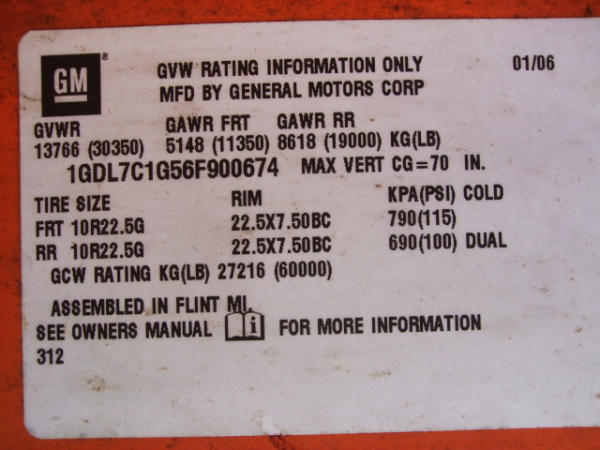 GM®
GVW RATING INFORMATION ONLY 01/06
MFD BY GENERAL MOTORS CORP
GVWR GAWR FRT GAWR RR
13766 (30350) 5148 (11350) 8618 (19000) KG(LB)
1GDL7C1G56F900674 MAX VERT CG=70 IN.
TIRE SIZE RIM KPA(PSI) COLD
FRT 10R22.5G 22.5X7.50BC 790(115)
RR 10R22.5G 22.5X7.50BC 690(100) DUAL
GCW RATING KG(LB) 27216 (60000)
ASSEMBLED IN FLINT MI.
SEE OWNERS MANUAL i FOR MORE INFORMATION
312